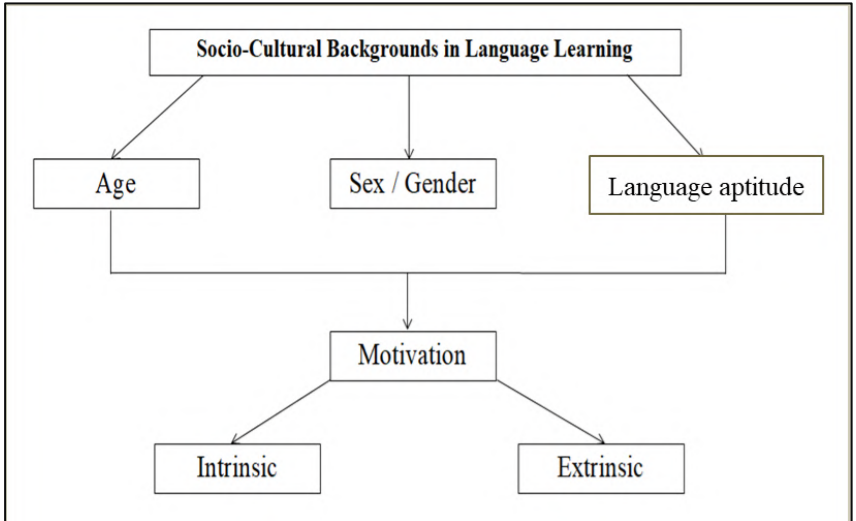 Socio-Cultural Backgrounds in Language Learning
Age
Sex / Gender
Language aptitude
Motivation
Intrinsic
Extrinsic